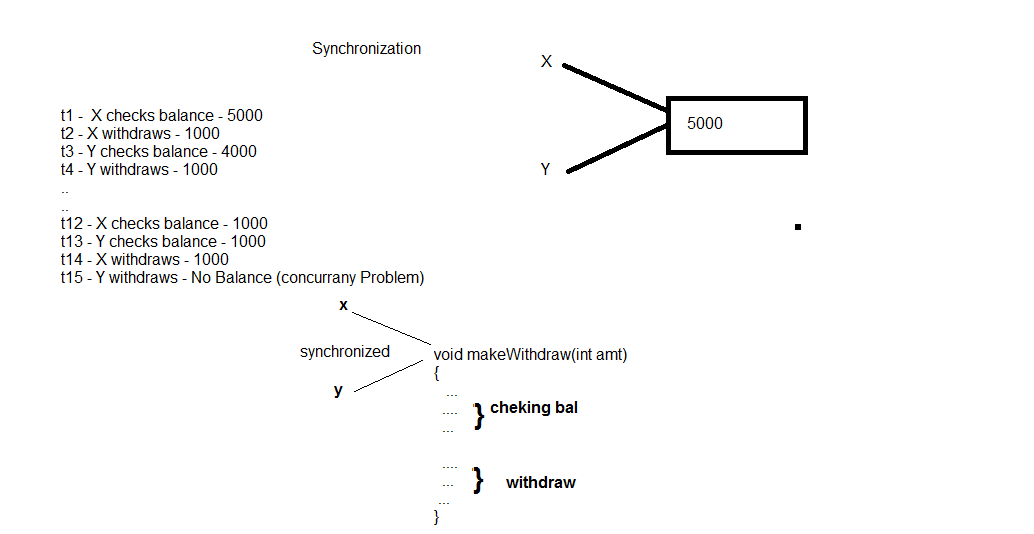 Synchronization
X
5000
Y
t1 -  X checks balance - 5000
t2 - X withdraws - 1000
t3 - Y checks balance - 4000
t4 - Y withdraws - 1000
..
..
t12 - X checks balance - 1000
t13 - Y checks balance - 1000
t14 - X withdraws - 1000
t15 - Y withdraws - No Balance (concurrany Problem)
x
synchronized
y
void makeWithdraw(int amt)
{
...
.... } cheking bal
...
....
... } withdraw
...
}